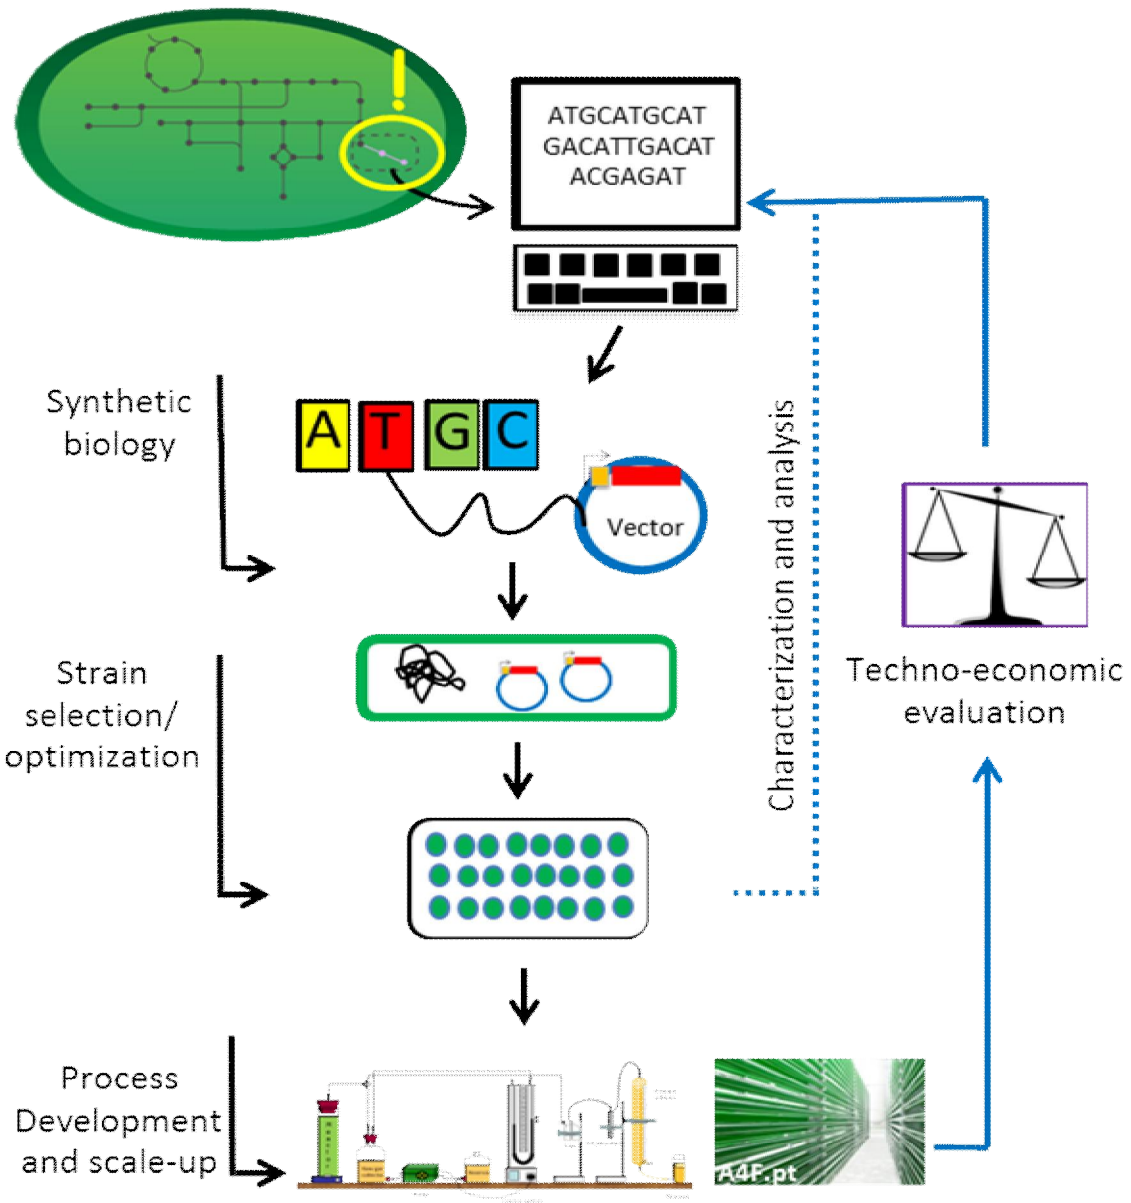 !
ATGCATGCAT
GACATTGACAT
ACGAGAT
Synthetic
biology
A T G C
Vector
Characterization and analysis
Techno-economic
evaluation
Strain
selection/
optimization
Process
Development
and scale-up
A4F.pt